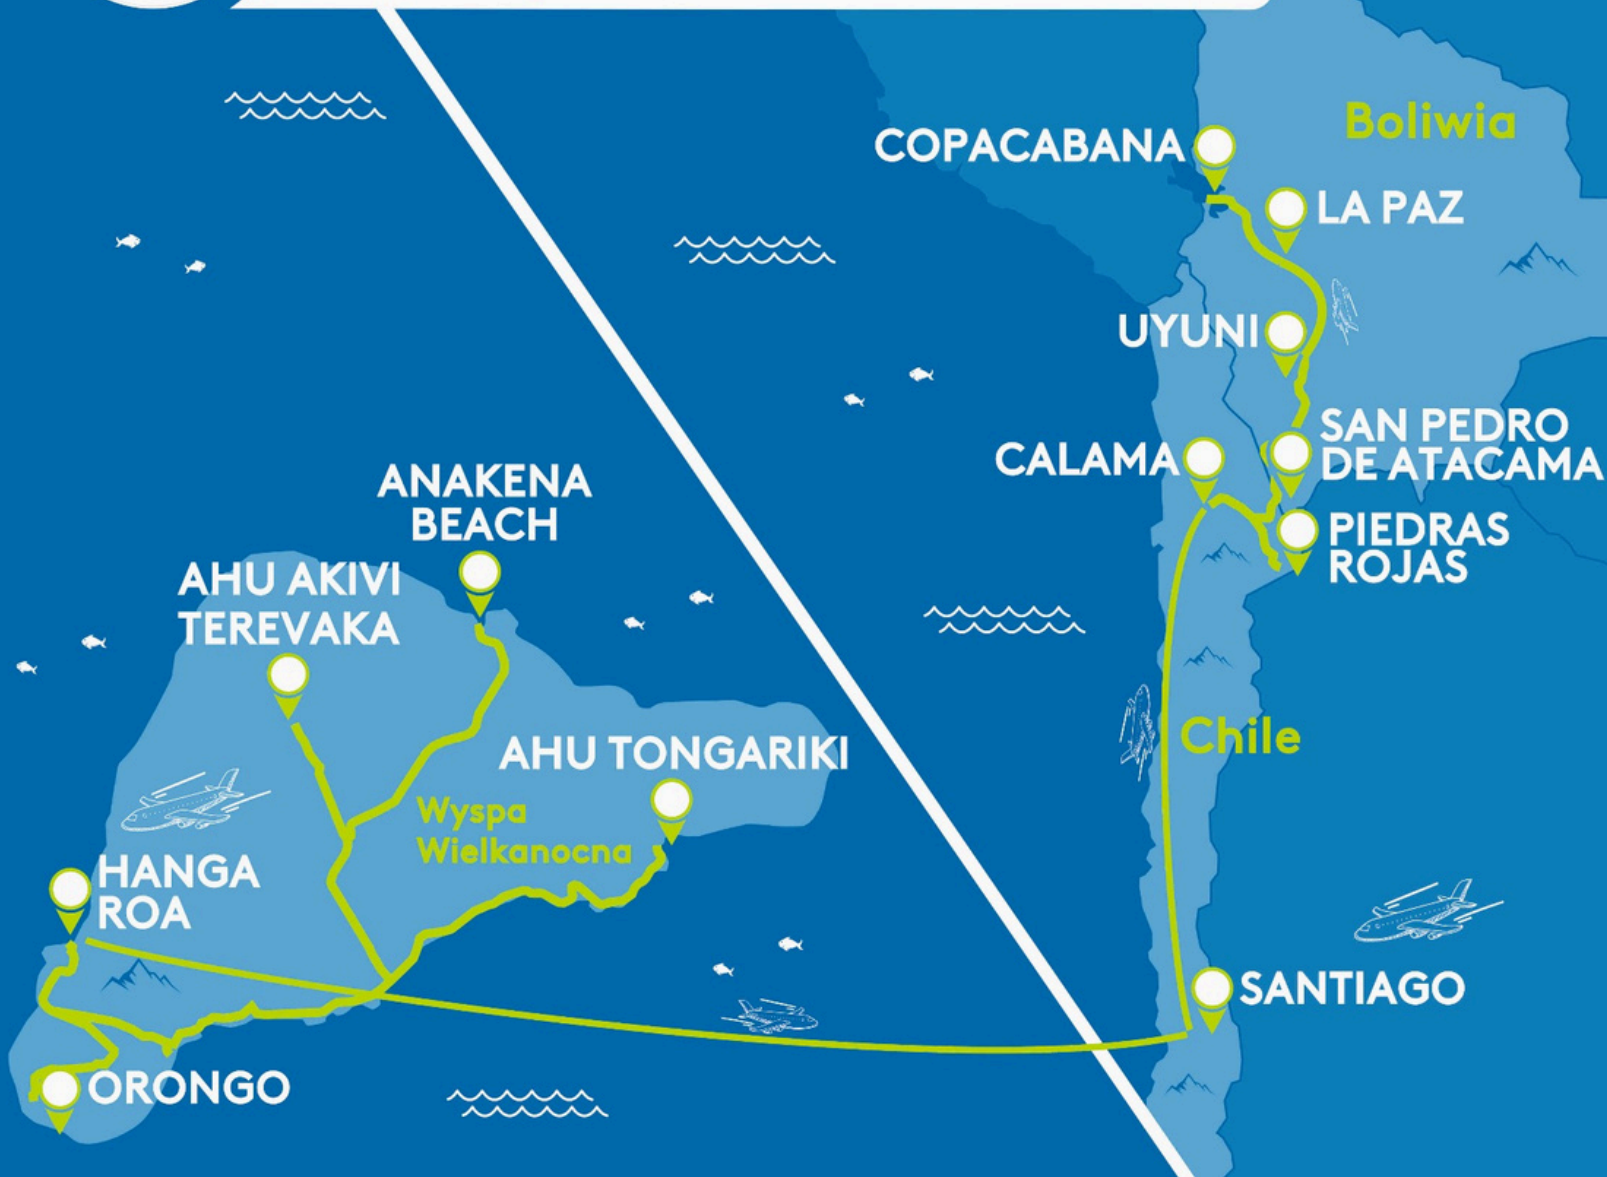 Boliwia
COPACABANA
LA PAZ
UYUNI
SAN PEDRO
DE ATACAMA
CALAMA
PIEDRAS
ROJAS
ANAKENA
BEACH
AHU AKIVI
TEREVAKA
Chile
AHU TONGARIKI
Wyspa
Wielkanocna
HANGA
ROA
SANTIAGO
ORONGO